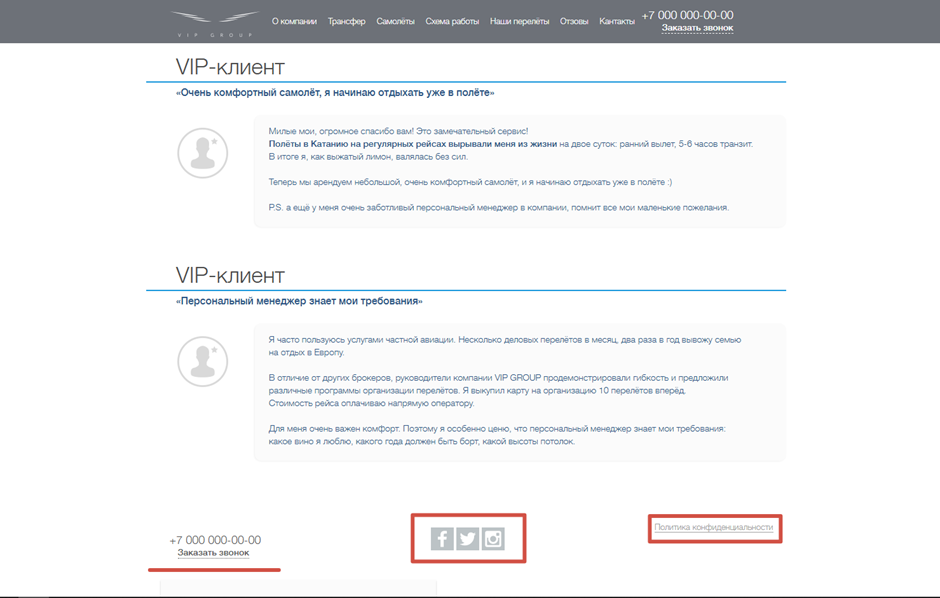 VIP GROUP
О компании Трансфер Самолёты Схема работы Наши перелёты Отзовы Кантакты
+7 000 000-00-00
Заказать звонок
VIP-клиент
«Очень комфортный самолёт, я начинаю отдыхать уже в полёте»
Милые мои, огромное спасибо вам! Это замечательный сервис!
Полёты в Катанию на регулярных рейсах вырывали меня из жизни на двое суток: ранний вылет, 5-6 часов транзит.
В итоге я, как выжатый лимон, валялась без сил.
Теперь мы арендуем небольшой, очень комфортный самолёт, и я начинаю отдыхать уже в полёте :)
P.S. а ещё у меня очень заботливый персональный менеджер в компании, помнит все мои маленькие пожелания.
VIP-клиент
«Персональный менеджер знает мои требования»
Я часто пользуюсь услугами частной авиации. Несколько деловых перелётов в месяц, два раза в год вывожу семью
на отдых в Европу.
В отличие от других брокеров, руководители компании VIP GROUP продемонстрировали гибкость и предложили
различные программы организации перелётов. Я выкупил карту на организацию 10 перелётов вперёд.
Стоимость рейса оплачиваю напрямую оператору.
Для меня очень важен комфорт. Поэтому я особенно ценю, что персональный менеджер знает мои требования:
какое вино я люблю, какого года должен быть борт, какой высоты потолок.
+7 000 000-00-00
Заказать звонок
Политика конфиденциальности